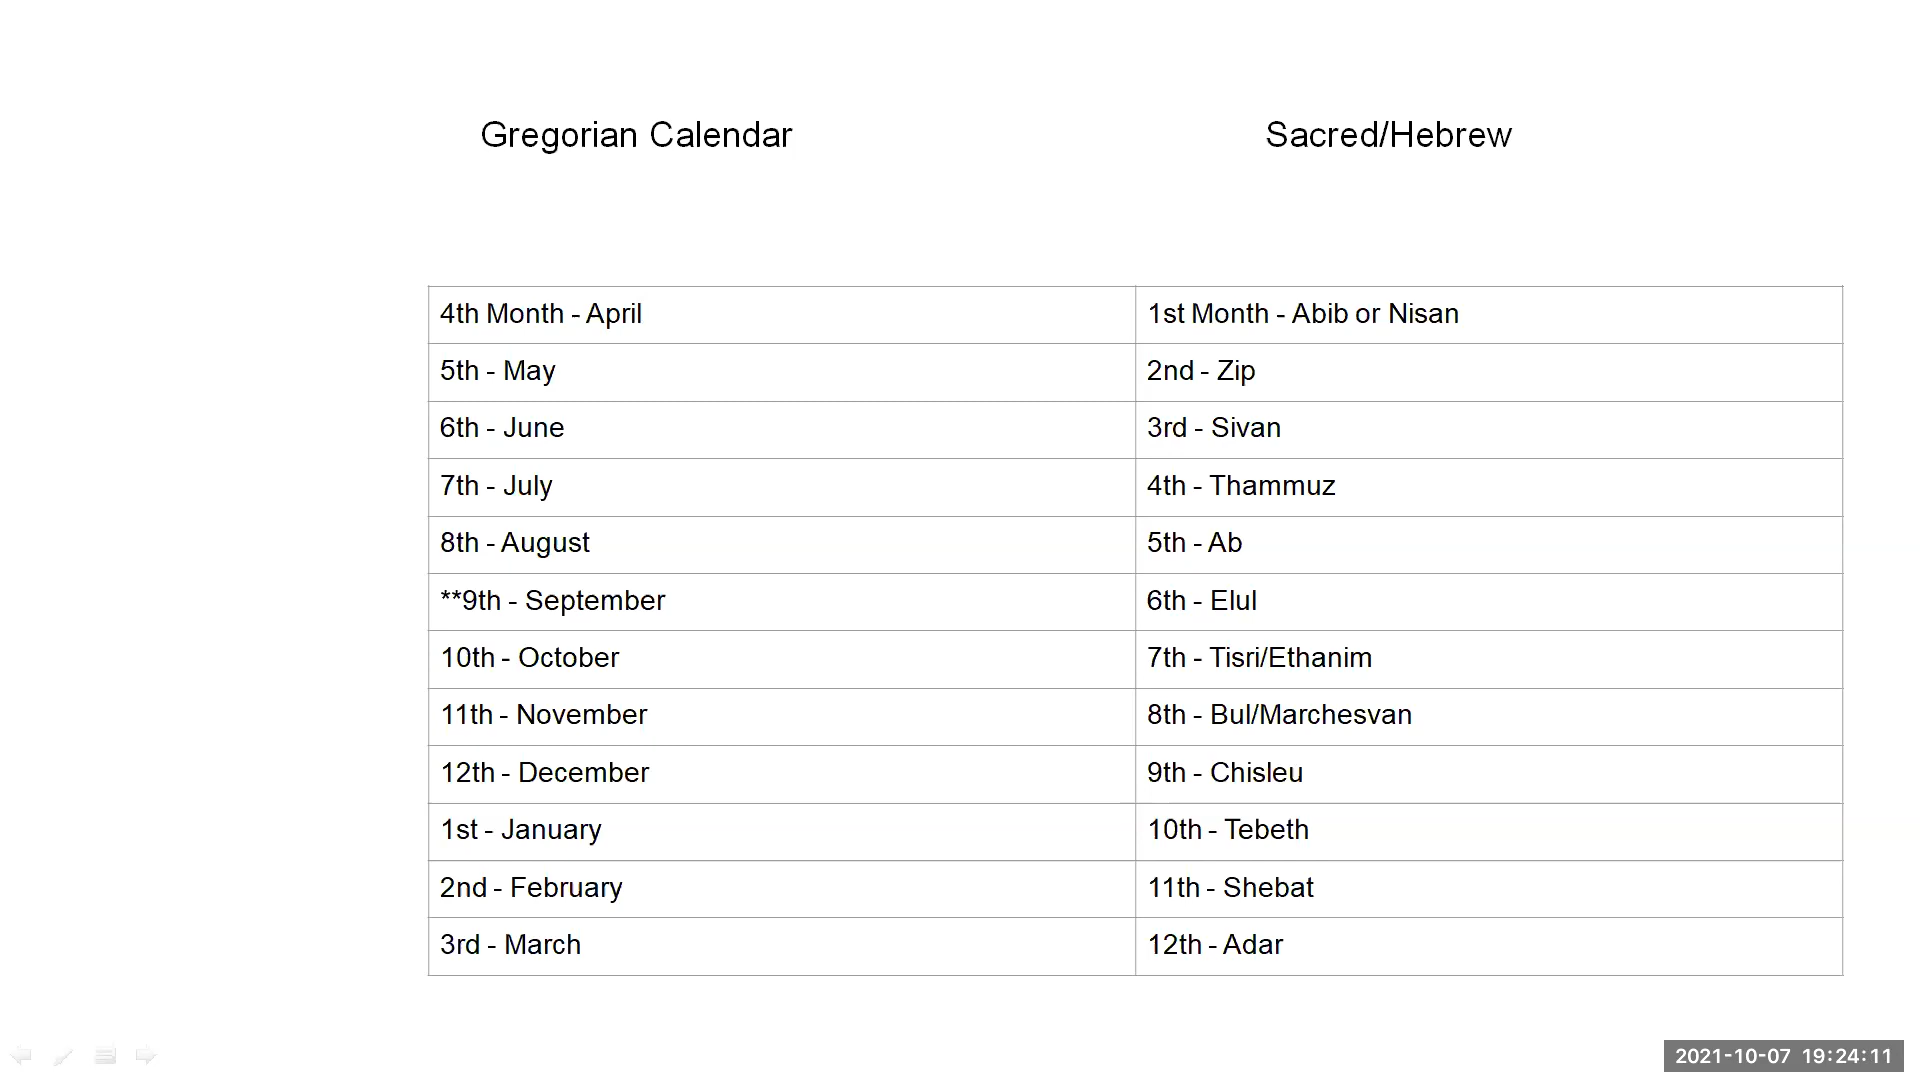 Gregorian Calendar Sacred/Hebrew
4th Month - April 1st Month - Abib or Nisan
5th - May 2nd - Zip
6th - June 3rd - Sivan
7th - July 4th - Thammuz
8th - August 5th - Ab
**9th - September 6th - Elul
10th - October 7th - Tisri/Ethanim
11th - November 8th - Bul/Marchesvan
12th - December 9th - Chisleu
1st - January 10th - Tebeth
2nd - February 11th - Shebat
3rd - March 12th - Adar
2021-10-07 19:24:11